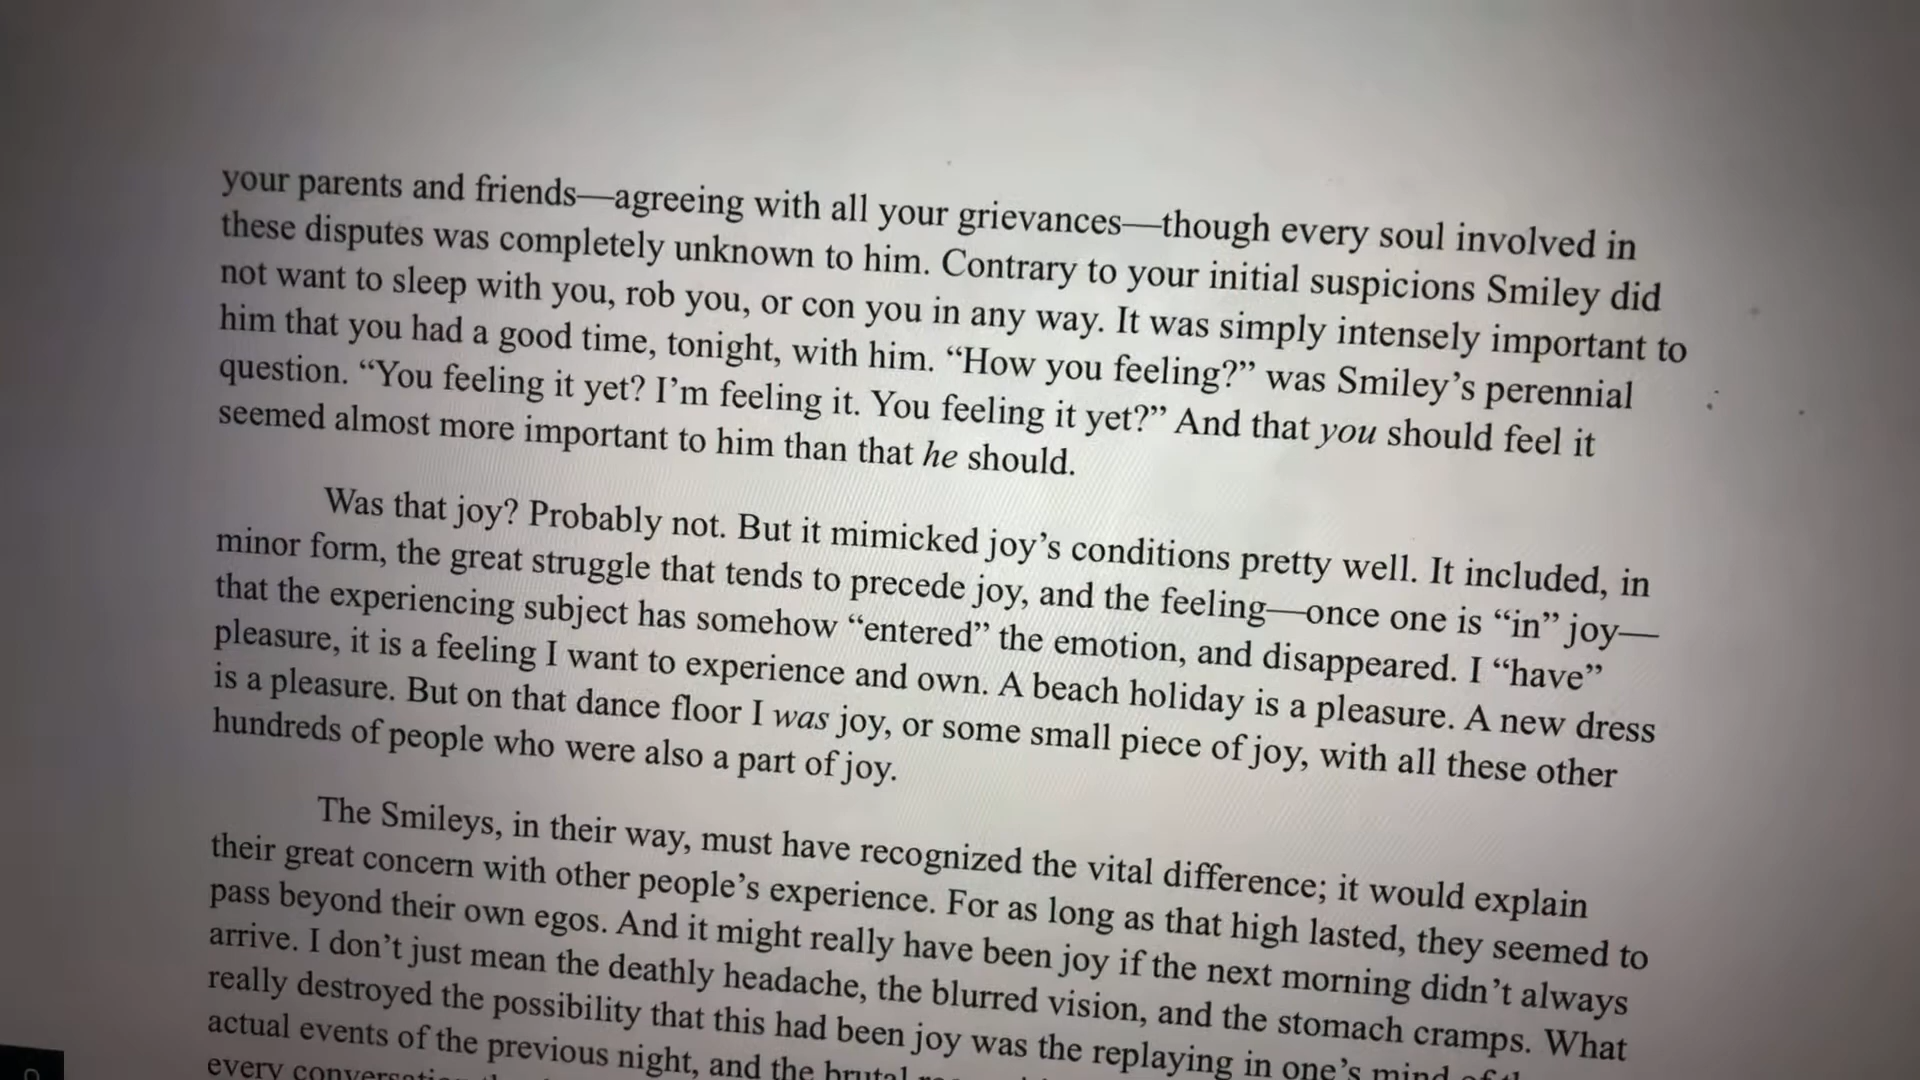 your parents and friends—agreeing with all your grievances—though every soul involved in
these disputes was completely unknown to him. Contrary to your initial suspicions Smiley did
not want to sleep with you, rob you, or con you in any way. It was simply intensely important to
him that you had a good time, tonight, with him. “How you feeling?” was Smiley’s perennial
question. “You feeling it yet? I’m feeling it. You feeling it yet?” And that you should feel it
seemed almost more important to him than that he should.
Was that joy? Probably not. But it mimicked joy’s conditions pretty well. It included, in
minor form, the great struggle that tends to precede joy, and the feeling—once one is “in” joy—
that the experiencing subject has somehow “entered” the emotion, and disappeared. I “have”
pleasure, it is a feeling I want to experience and own. A beach holiday is a pleasure. A new dress
is a pleasure. But on that dance floor I was joy, or some small piece of joy, with all these other
hundreds of people who were also a part of joy.
The Smileys, in their way, must have recognized the vital difference; it would explain
their great concern with other people’s experience. For as long as that high lasted, they seemed to
pass beyond their own egos. And it might really have been joy if the next morning didn’t always
arrive. I don’t just mean the deathly headache, the blurred vision, and the stomach cramps. What
really destroyed the possibility that this had been joy was the replaying in one’s mind of
actual events of the previous night, and the brutal
every